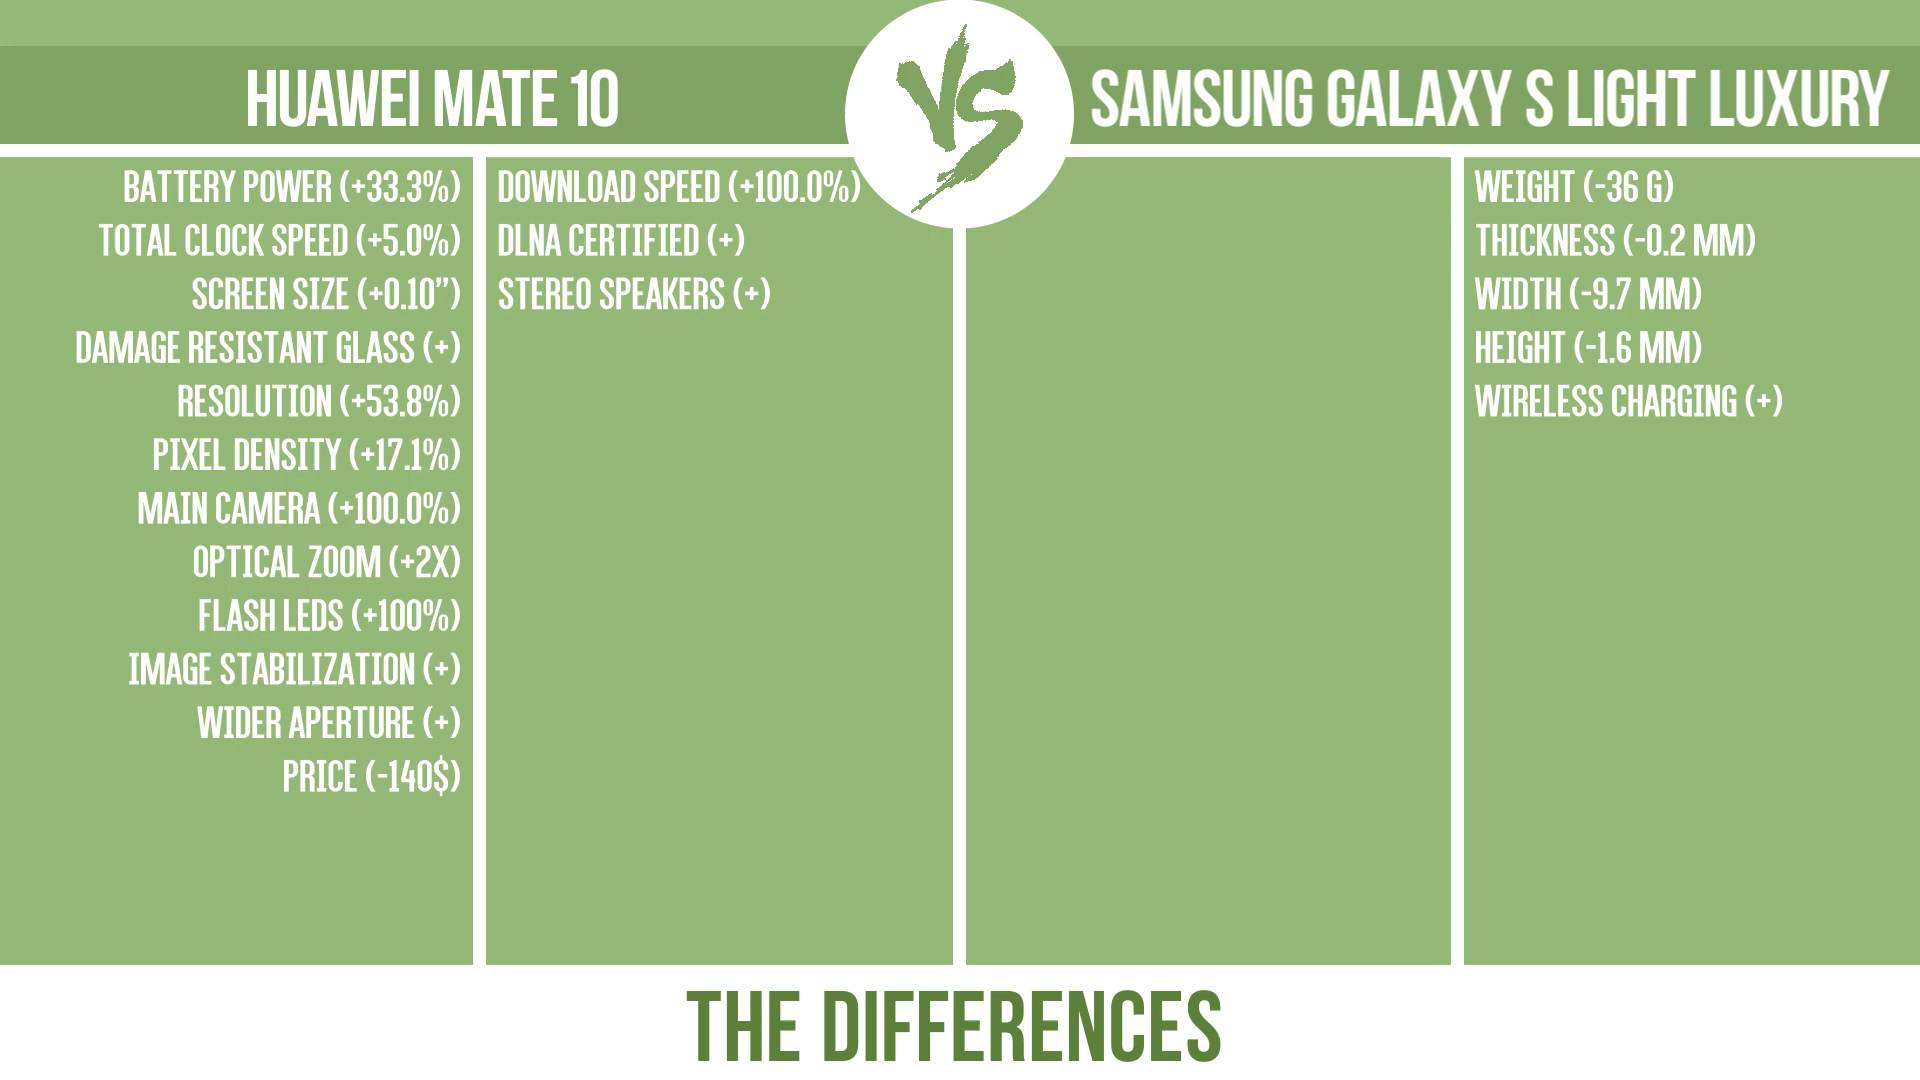 HUAWEI MATE 10
VS
SAMSUNG GALAXY S LIGHT LUXURY
BATTERY POWER (+33.3%)
TOTAL CLOCK SPEED (+5.0%)
SCREEN SIZE (+0.10”)
DAMAGE RESISTANT GLASS (+)
RESOLUTION (+53.8%)
PIXEL DENSITY (+17.1%)
MAIN CAMERA (+100.0%)
OPTICAL ZOOM (+2X)
FLASH LEDS (+100%)
IMAGE STABILIZATION (+)
WIDER APERTURE (+)
PRICE (-140$)
DOWNLOAD SPEED (+100.0%)
DLNA CERTIFIED (+)
STEREO SPEAKERS (+)
WEIGHT (-36 G)
THICKNESS (-0.2 MM)
WIDTH (-9.7 MM)
HEIGHT (-1.6 MM)
WIRELESS CHARGING (+)
THE DIFFERENCES